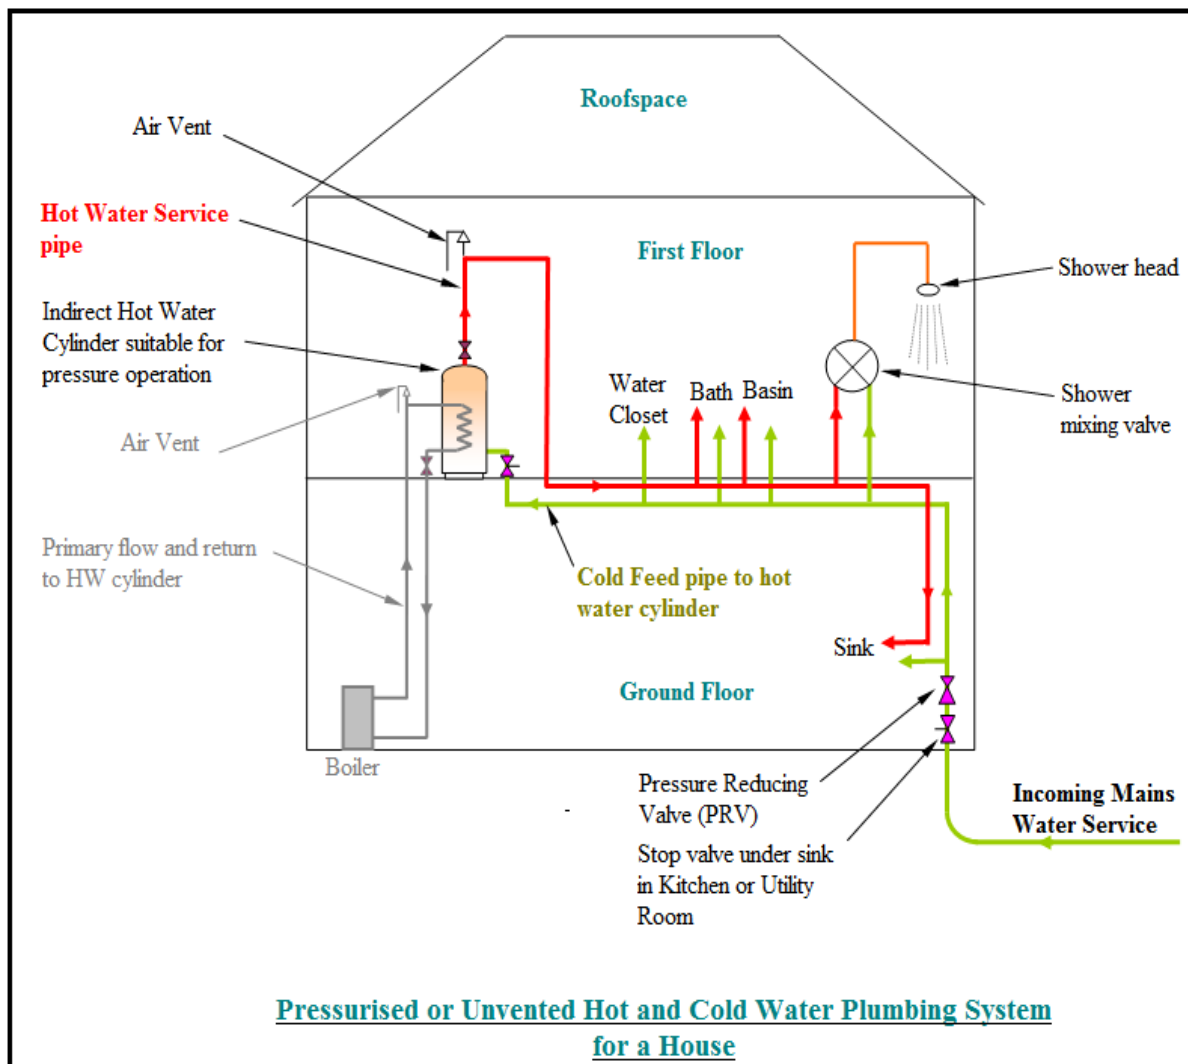 Roofspace
Air Vent
Hot Water Service
pipe
First Floor
Shower head
Indirect Hot Water
Cylinder suitable for
pressure operation
Water
Closet
Bath
Basin
Shower
mixing valve
Air Vent
Primary flow and return
to HW cylinder
Cold Feed pipe to hot
water cylinder
Sink
Ground Floor
Boiler
Pressure Reducing
Valve (PRV)
Incoming Mains
Water Service
Stop valve under sink
in Kitchen or Utility
Room
Pressurised or Unvented Hot and Cold Water Plumbing System
for a House